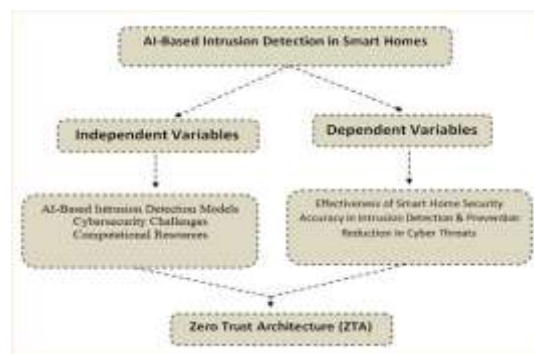 AI-Based Intrusion Detection in Smart Homes
Independent Variables
Dependent Variables
AI-Based Intrusion Detection Models
Cybersecurity Challenges
Computational Resources
Effectiveness of Smart Home Security
Accuracy in Intrusion Detection & Prevention
Reduction in Cyber Threats
Zero Trust Architecture (ZTA)